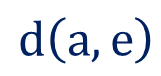 d(a, e)